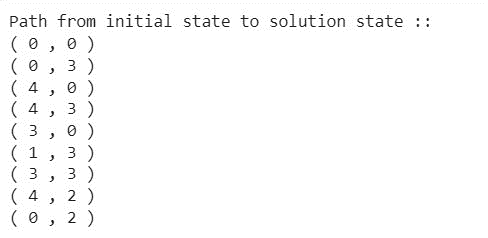 Path from initial state to solution state ::
( 0 , 0 )
( 0 , 3 )
( 4 , 0 )
( 4 , 3 )
( 3 , 0 )
( 1 , 3 )
( 3 , 3 )
( 4 , 2 )
( 0 , 2 )